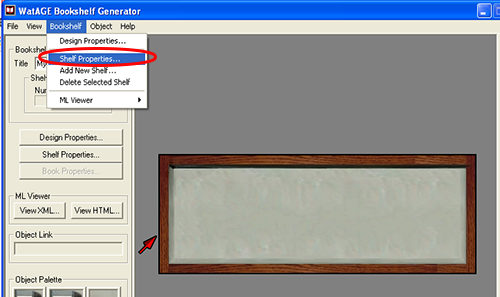 WatAGE Bookshelf Generator
File View Bookshelf Object Help
Design Properties...
Shelf Properties...
Add New Shelf...
Delete Selected Shelf
ML Viewer
Bookshel
Title My
Shel
Nu
Design Properties...
Shelf Properties...
Book Properties...
ML Viewer
View XML... View HTML...
Object Link
Object Palette